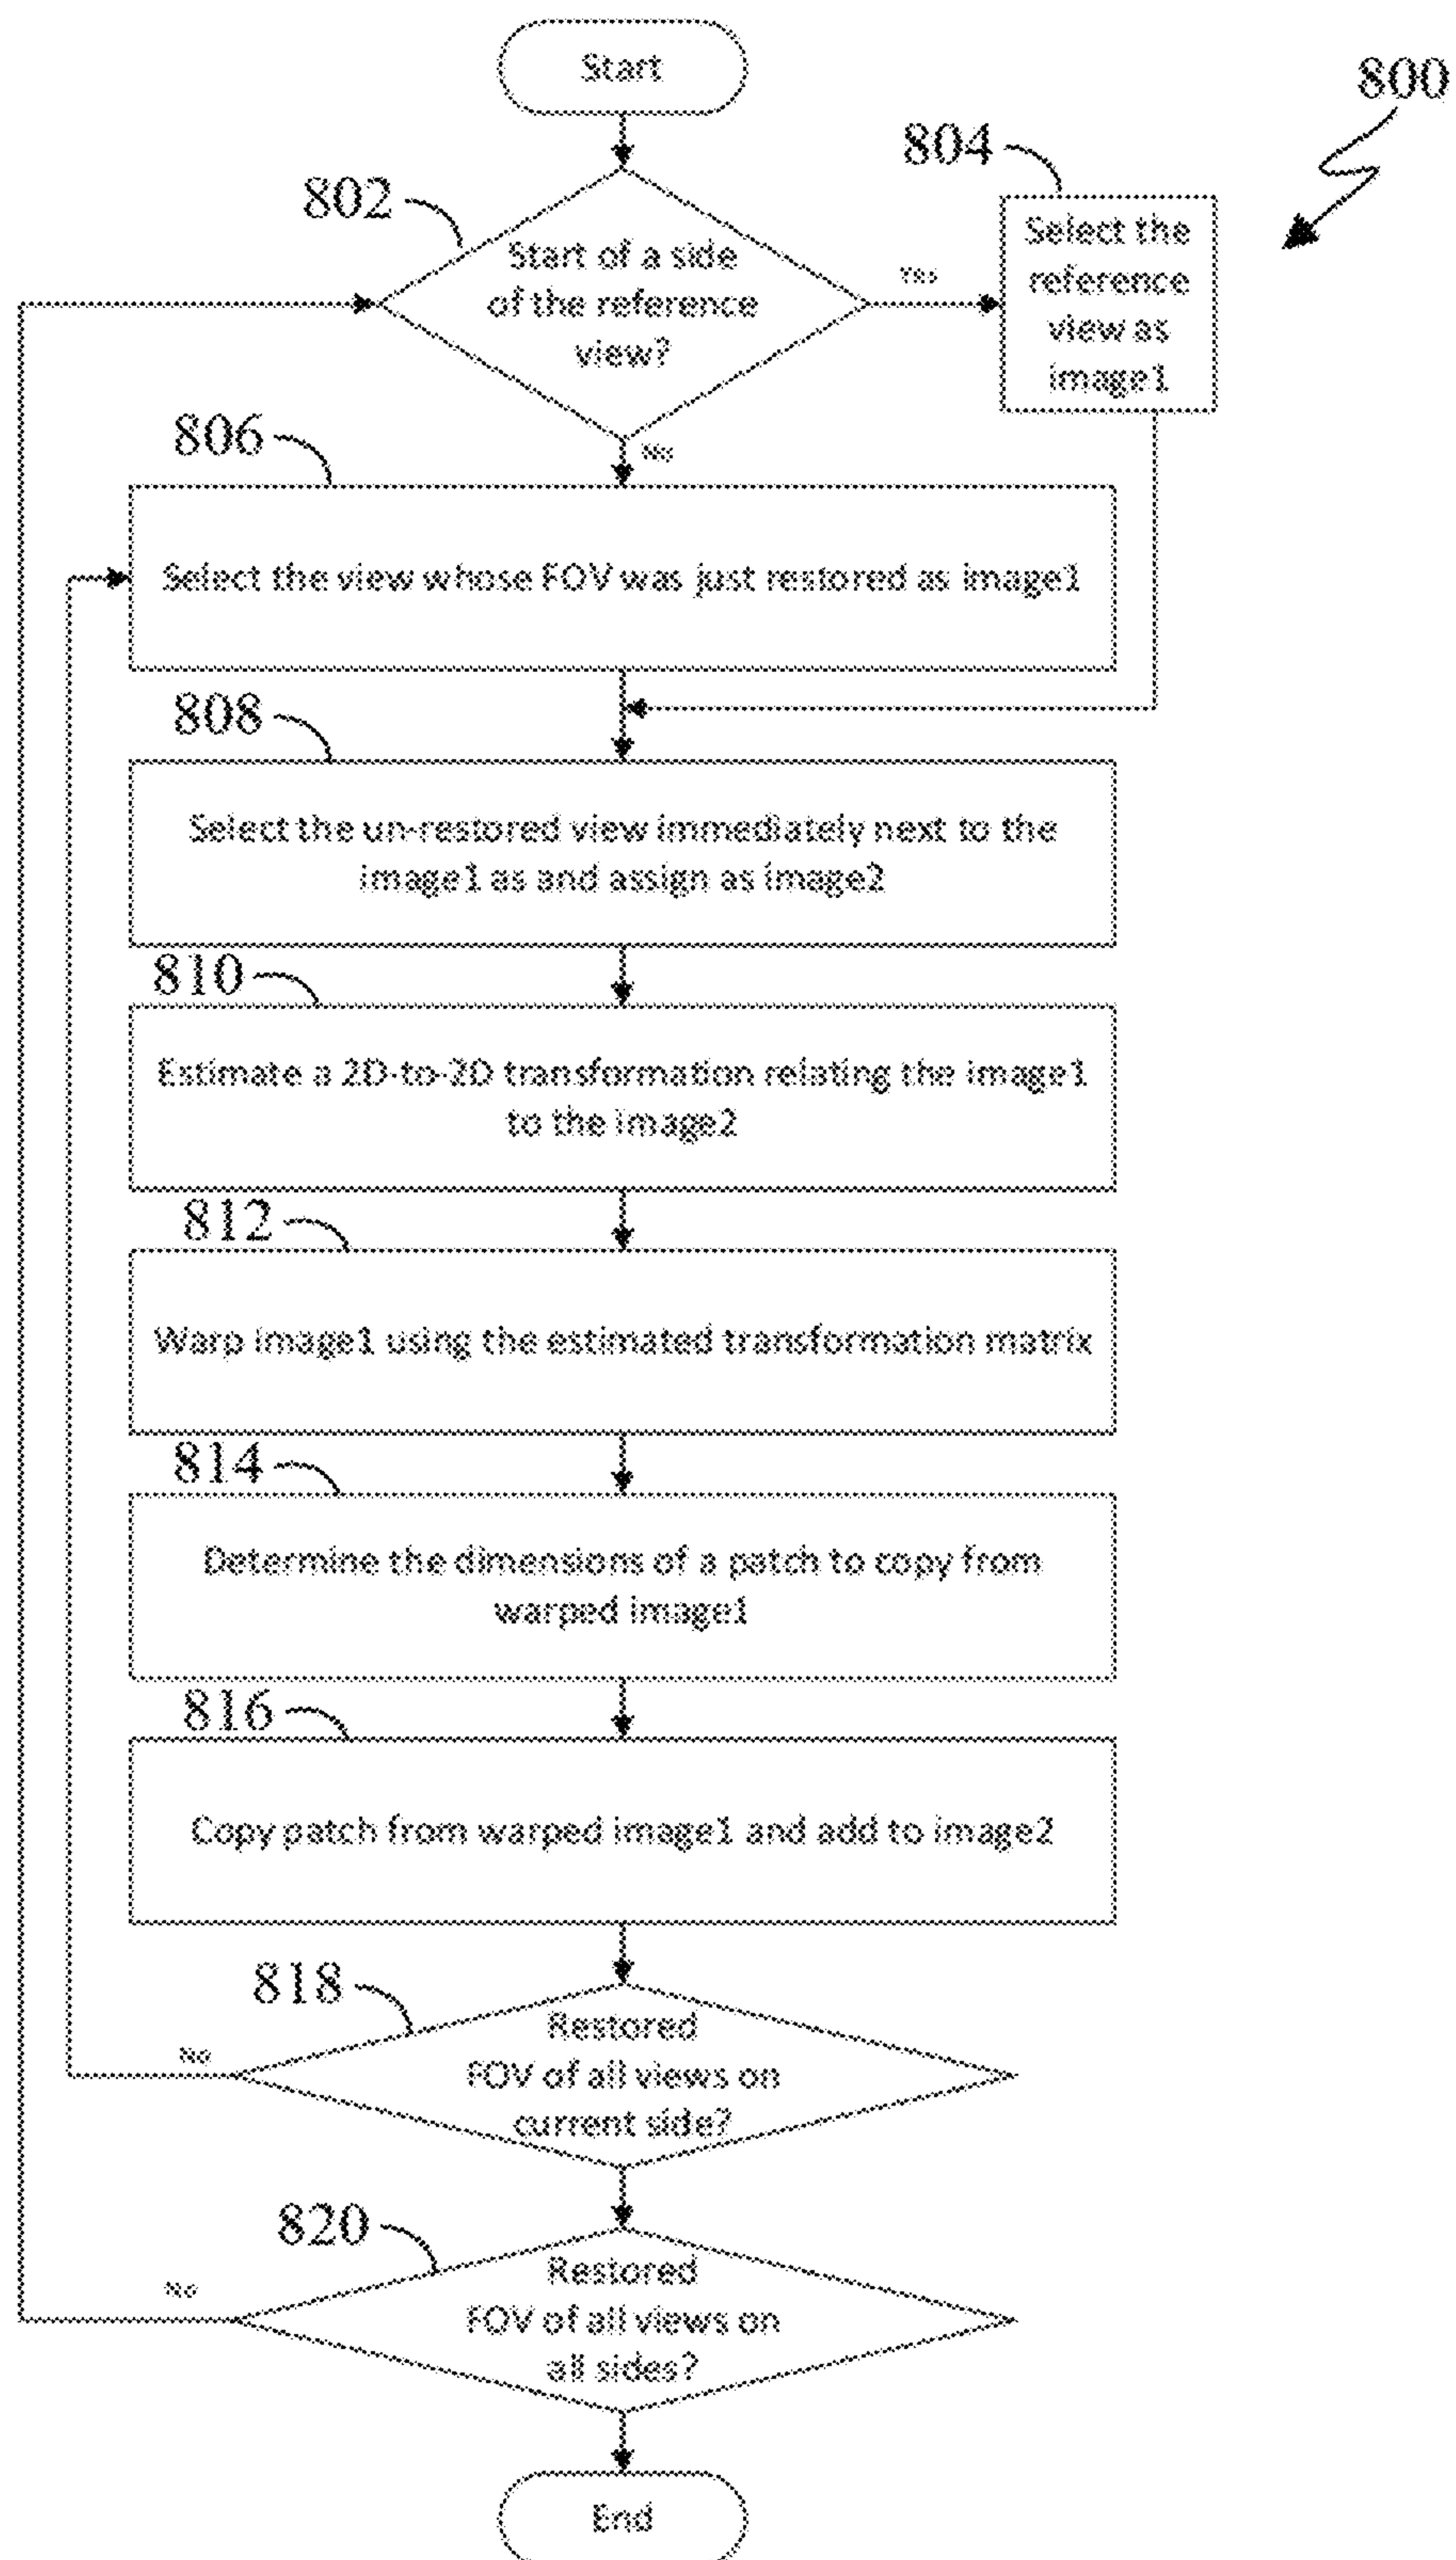 Start
800
804
802
Select the
reference
view as
image1
Start of a side
of the reference
view?
Yes
No
806
Select the view whose FOV was just restored as image1
808
Select the un-restored view immediately next to the
image1 as and assign as image2
810
Estimate a 2D-to-2D transformation relating the image1
to the image2
812
Warp image1 using the estimated transformation matrix
814
Determine the dimensions of a patch to copy from
warped image1
816
Copy patch from warped image1 and add to image2
818
Restored
FOV of all views on
current side?
No
820
Restored
FOV of all views on
all sides?
No
End